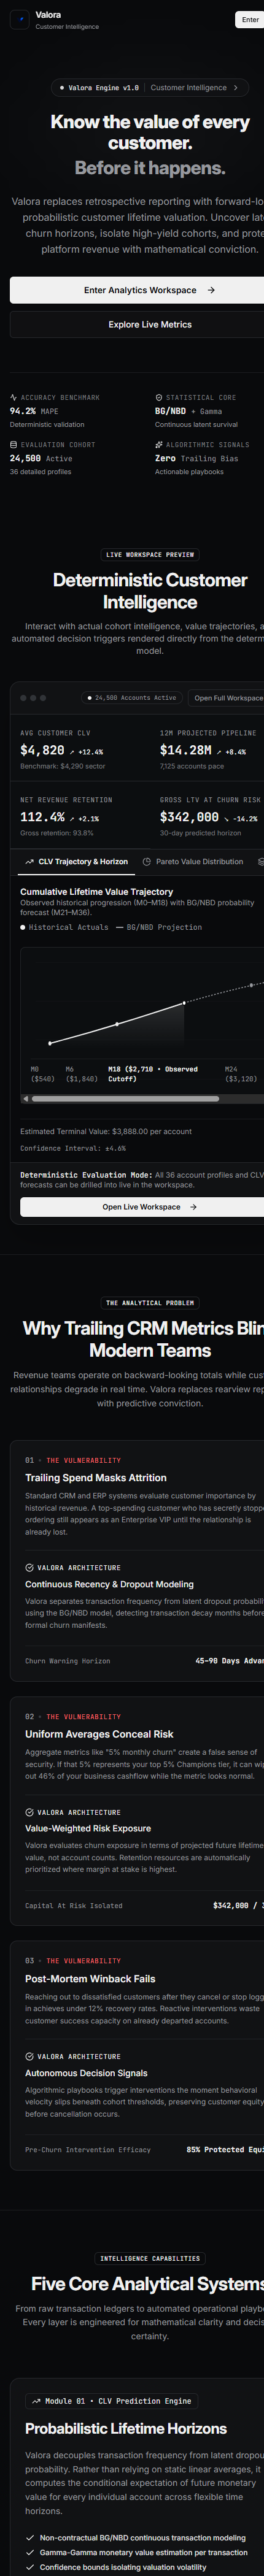 Valora
Customer Intelligence
Enter
Valora Engine v1.0 | Customer Intelligence
Know the value of every
customer.
Before it happens.
Valora replaces retrospective reporting with
probabilistic customer lifetime valuation. Uncover
churn horizons, isolate high-yield cohorts, and
platform revenue with mathematical conviction.
Enter Analytics Workspace →
Explore Live Metrics
ACCURACY BENCHMARK
94.2% MAPE
Deterministic validation
STATISTICAL CORE
BG/NBD + Gamma
Continuous latent survival
EVALUATION COHORT
24,500 Active
36 detailed profiles
ALGORITHMIC SIGNALS
Zero Trailing Bias
Actionable playbooks
LIVE WORKSPACE PREVIEW
Deterministic Customer
Intelligence
Interact with actual cohort intelligence, value trajectories,
automated decision triggers rendered directly from the
model.
24,500 Accounts Active
Open Full Workspace
AVG CUSTOMER CLV
$4,820 ↗ +12.4%
Benchmark: $4,290 sector
12M PROJECTED PIPELINE
$14.28M ↗ +8.4%
7,125 accounts pace
NET REVENUE RETENTION
112.4% ↗ +2.1%
Gross retention: 93.8%
GROSS LTV AT CHURN RISK
$342,000 ↘ -14.2%
30-day predicted horizon
CLV Trajectory & Horizon
Pareto Value Distribution
Cumulative Lifetime Value Trajectory
Observed historical progression (M0–M18) with BG/NBD probability
forecast (M21–M36).
Historical Actuals
BG/NBD Projection
M0
($540)
M6
($1,840)
M18 ($2,710 • Observed
Cutoff)
M24
($3,120)
Estimated Terminal Value: $3,888.00 per account
Confidence Interval: ±4.6%
Deterministic Evaluation Mode: All 36 account profiles and CLV
forecasts can be drilled into live in the workspace.
Open Live Workspace →
THE ANALYTICAL PROBLEM
Why Trailing CRM Metrics
Modern Teams
Revenue teams operate on backward-looking totals while
relationships degrade in real time. Valora replaces rearview
with predictive conviction.
01 · THE VULNERABILITY
Trailing Spend Masks Attrition
Standard CRM and ERP systems evaluate customer importance by
historical revenue. A top-spending customer who has secretly
ordering still appears as an Enterprise VIP until the relationship is
already lost.
VALORA ARCHITECTURE
Continuous Recency & Dropout Modeling
Valora separates transaction frequency from latent dropout
using the BG/NBD model, detecting transaction decay months before
formal churn manifests.
Churn Warning Horizon
45–90 Days
02 · THE VULNERABILITY
Uniform Averages Conceal Risk
Aggregate metrics like "5% monthly churn" create a false sense of
security. If that 5% represents your top 5% Champions tier, it can
out 46% of your business cashflow while the metric looks normal.
VALORA ARCHITECTURE
Value-Weighted Risk Exposure
Valora evaluates churn exposure in terms of projected future lifetime
value, not account counts. Retention resources are automatically
prioritized where margin at stake is highest.
Capital At Risk Isolated
$342,000 /
03 · THE VULNERABILITY
Post-Mortem Winback Fails
Reaching out to dissatisfied customers after they cancel or stop
in achieves under 12% recovery rates. Reactive interventions waste
customer success capacity on already departed accounts.
VALORA ARCHITECTURE
Autonomous Decision Signals
Algorithmic playbooks trigger interventions the moment behavioral
velocity slips beneath cohort thresholds, preserving customer equity
before cancellation occurs.
Pre-Churn Intervention Efficacy
85% Protected
INTELLIGENCE CAPABILITIES
Five Core Analytical Systems
From raw transaction ledgers to automated operational
Every layer is engineered for mathematical clarity and
certainty.
Module 01 • CLV Prediction Engine
Probabilistic Lifetime Horizons
Valora decouples transaction frequency from latent
probability. Rather than relying on static linear averages, it
computes the conditional expectation of future monetary
value for every individual account across flexible time
horizons.
Non-contractual BG/NBD continuous transaction modeling
Gamma-Gamma monetary value estimation per transaction
Confidence bounds isolating valuation volatility